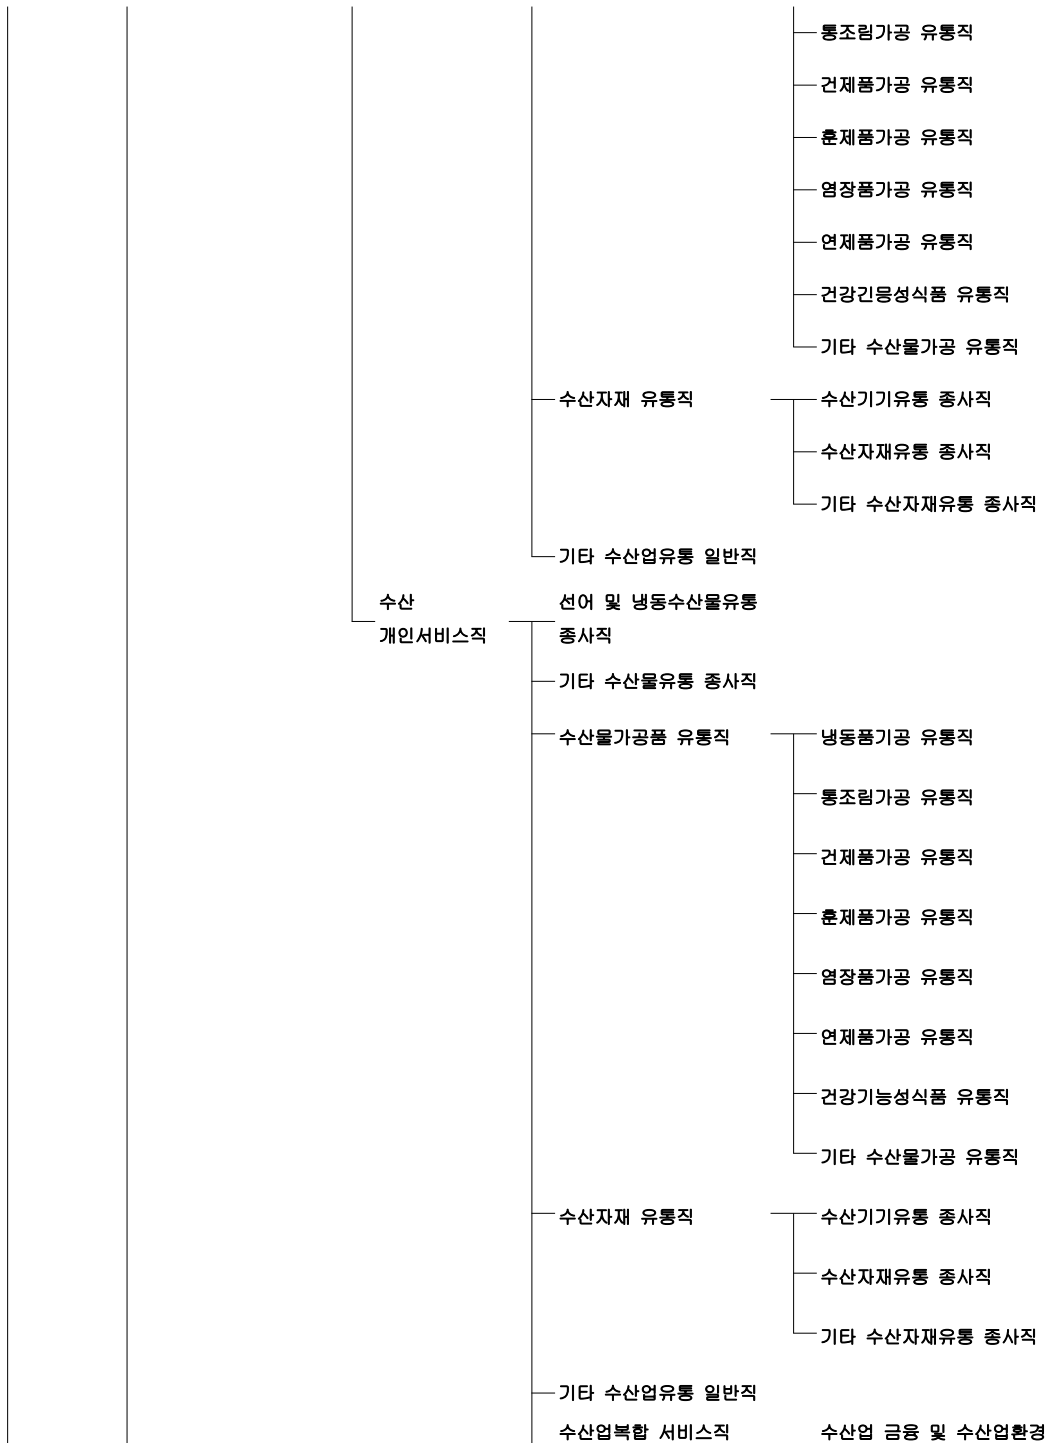 통조림가공 유통직
건제품가공 유통직
훈제품가공 유통직
염장품가공 유통직
연제품가공 유통직
건강긴믕성식품 유통직
기타 수산물가공 유통직
수산자재 유통직
수산기기유통 종사직
수산자재유통 종사직
기타 수산자재유통 종사직
기타 수산업유통 일반직
수산
개인서비스직
선어 및 냉동수산물유통
종사직
기타 수산물유통 종사직
수산물가공품 유통직
냉동품기공 유통직
통조림가공 유통직
건제품가공 유통직
훈제품가공 유통직
염장품가공 유통직
연제품가공 유통직
건강기능성식품 유통직
기타 수산물가공 유통직
수산자재 유통직
수산기기유통 종사직
수산자재유통 종사직
기타 수산자재유통 종사직
기타 수산업유통 일반직
수산업복합 서비스직
수산업 금융 및 수산업환경